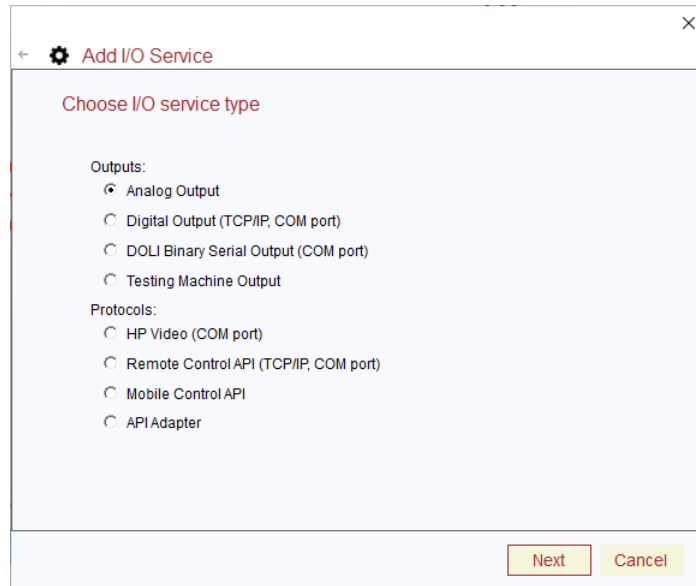 Add I/O Service
Choose I/O service type
Outputs:
Analog Output
Digital Output (TCP/IP, COM port)
DOLI Binary Serial Output (COM port)
Testing Machine Output
Protocols:
HP Video (COM port)
Remote Control API (TCP/IP, COM port)
Mobile Control API
API Adapter
Next Cancel